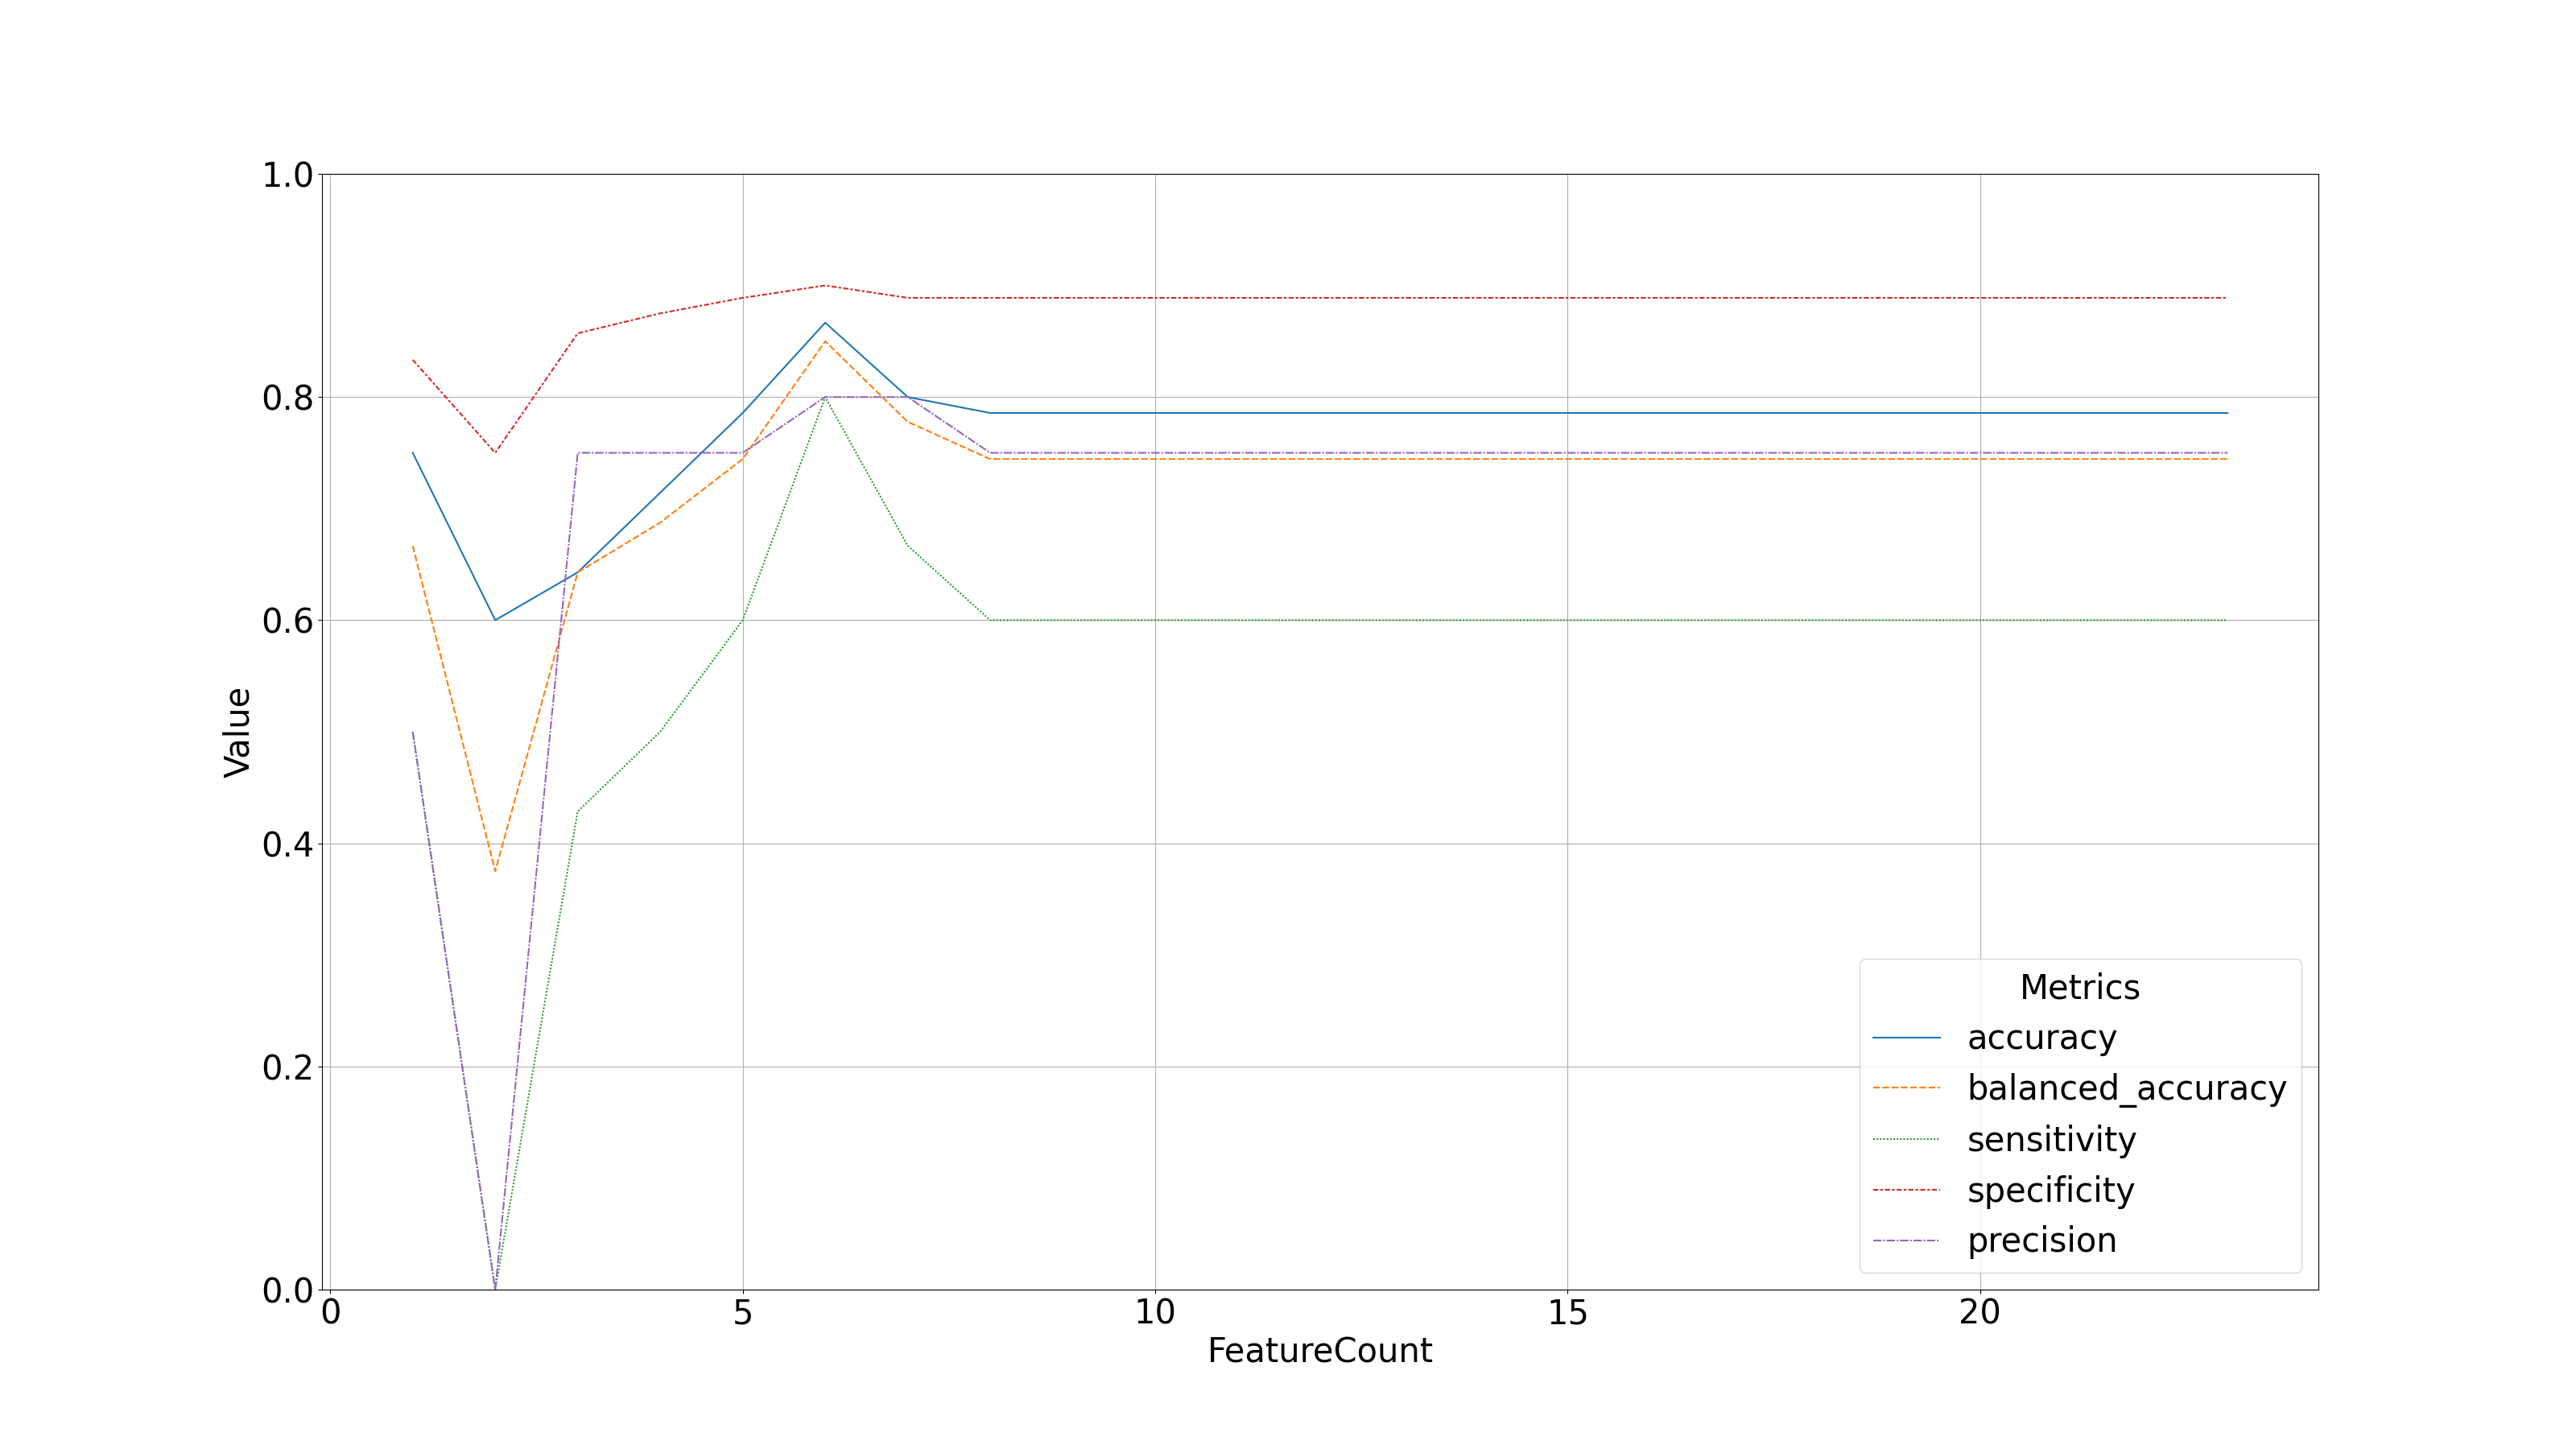 1.0
0.8
0.6
0.4
0.2
0.0
Value
0 5 10 15 20
FeatureCount
Metrics
accuracy
balanced_accuracy
sensitivity
specificity
precision